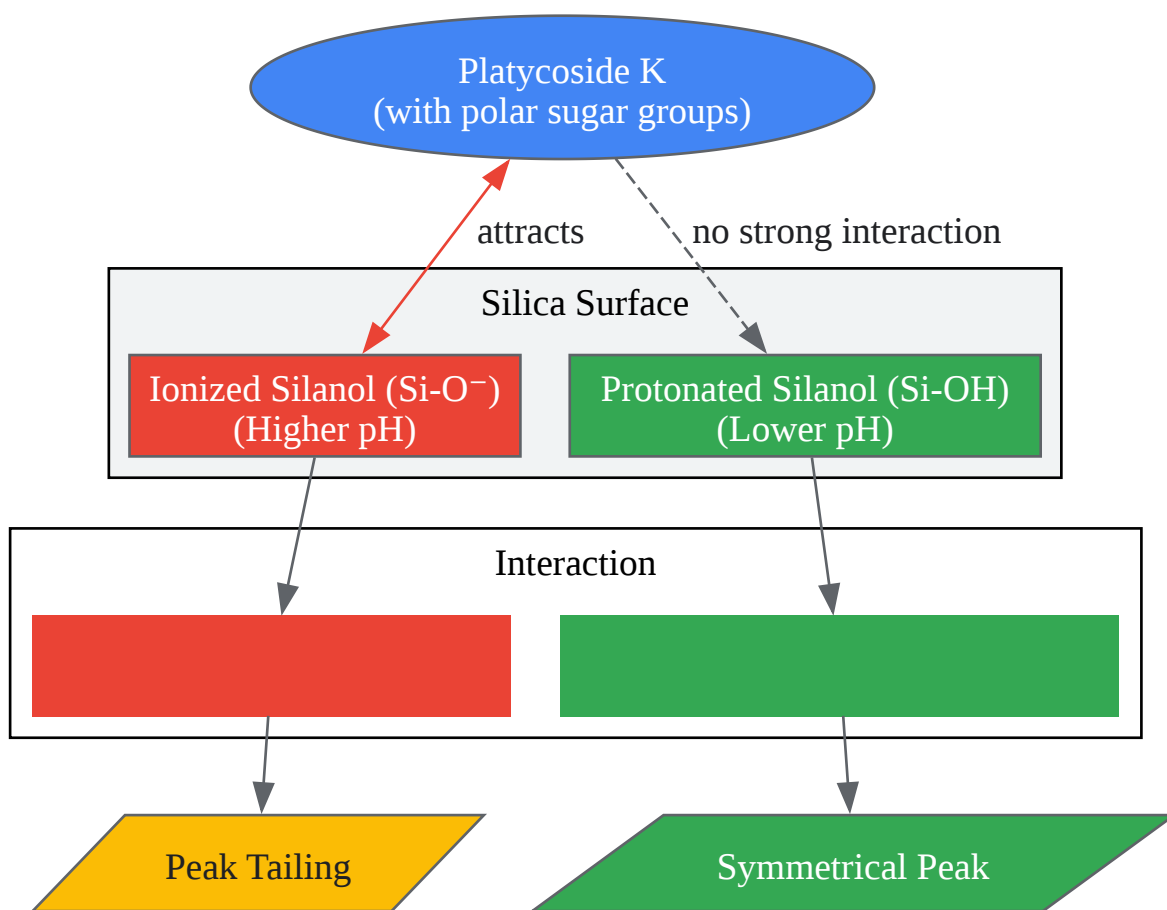 Platycoside K
(with polar sugar groups)
attracts
no strong interaction
Silica Surface
Ionized Silanol (Si-O⁻)
(Higher pH)
Protonated Silanol (Si-OH)
(Lower pH)
Interaction
Peak Tailing
Symmetrical Peak